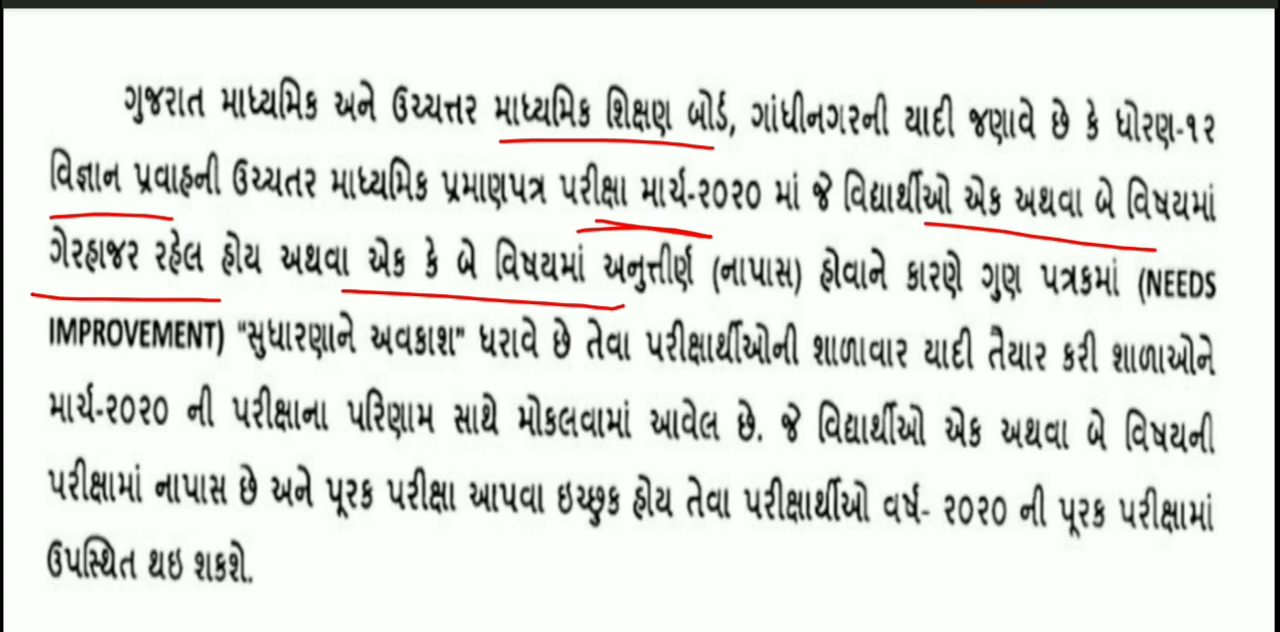 ગુજરાત માધ્યમિક અને ઉચ્ચત્તર માધ્યમિક શિક્ષણ બોર્ડ, ગાંધીનગરની યાદી જણાવે છે કે ધોરણ-૧૨
વિજ્ઞાન પ્રવાહની ઉચ્ચતર માધ્યમિક પ્રમાણપત્ર પરીક્ષા માર્ચ-૨૦૨૦ માં જે વિદ્યાર્થીઓ એક અથવા બે વિષયમાં
ગેરહાજર રહેલ હોય અથવા એક કે બે વિષયમાં અનુત્તીર્ણ (નાપાસ) હોવાને કારણે ગુણ પત્રકમાં (NEEDS
IMPROVEMENT) “સુધારણાને અવકાશ” ધરાવે છે તેવા પરીક્ષાર્થીઓની શાળાવાર યાદી તૈયાર કરી શાળાઓને
માર્ચ-૨૦૨૦ ની પરીક્ષાના પરિણામ સાથે મોકલવામાં આવેલ છે. જે વિદ્યાર્થીઓ એક અથવા બે વિષયની
પરીક્ષામાં નાપાસ છે અને પૂરક પરીક્ષા આપવા ઇચ્છુક હોય તેવા પરીક્ષાર્થીઓ વર્ષ- ૨૦૨૦ ની પૂરક પરીક્ષામાં
ઉપસ્થિત થઇ શકશે.